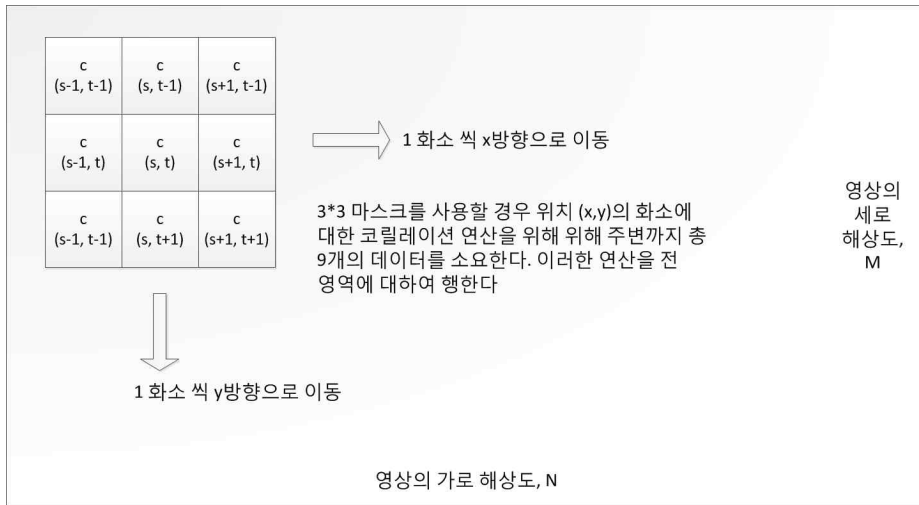 c c c
(s-1, t-1) (s, t-1) (s+1, t-1)
c c c
(s-1, t) (s, t) (s+1, t)
c c c
(s-1, t-1) (s, t+1) (s+1, t+1)
1 화소 씩 x방향으로 이동
3*3 마스크를 사용할 경우 위치 (x,y)의 화소에
대한 코릴레이션 연산을 위해 위해 주변까지 총
9개의 데이터를 소요한다. 이러한 연산을 전
영역에 대하여 행한다
영상의
세로
해상도,
M
1 화소 씩 y방향으로 이동
영상의 가로 해상도, N